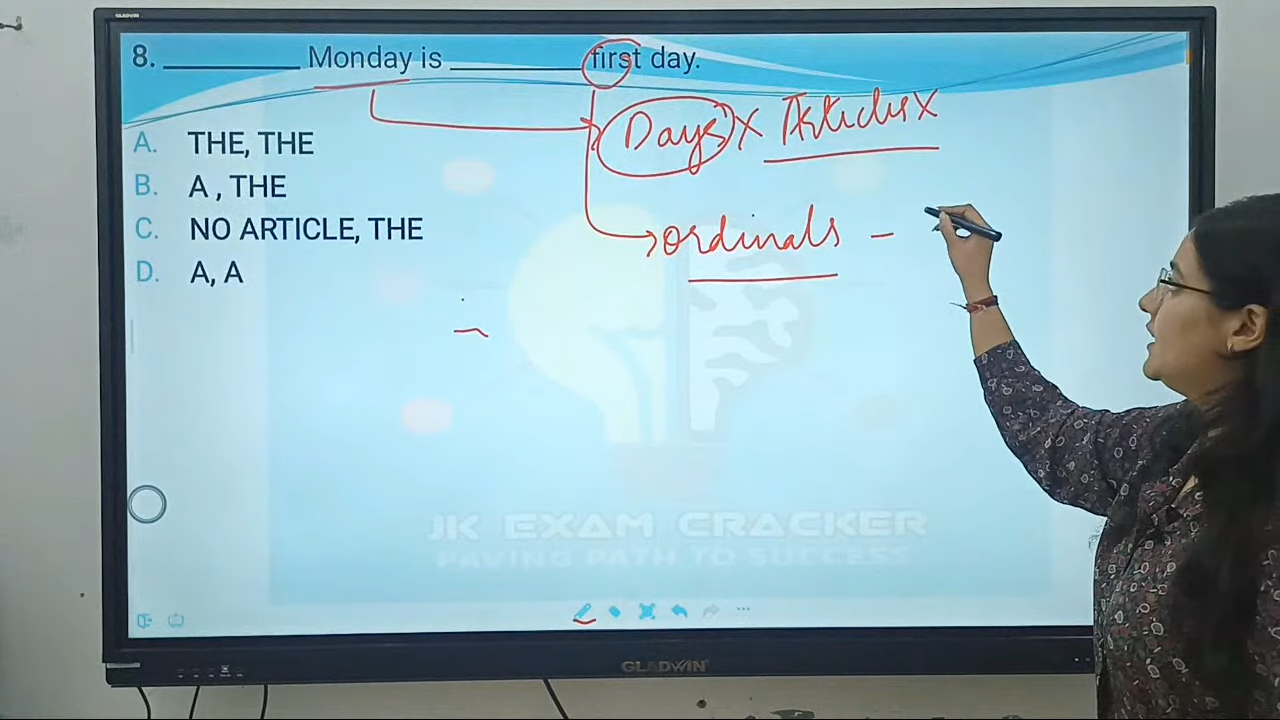 GLADWIN
8. __________ Monday is __________ first day.
Days X Articles X
A. THE, THE
B. A , THE
C. NO ARTICLE, THE
ordinals –
D. A, A
JK EXAM CRACKER
PAVING PATH TO SUCCESS
GLADWIN